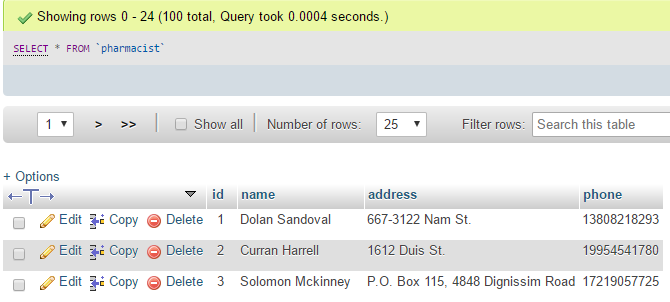 Showing rows 0 - 24 (100 total, Query took 0.0004 seconds.)
SELECT * FROM `pharmacist`
1 > >> Show all Number of rows: 25 Filter rows: Search this table
+ Options
id name address phone
Edit Copy Delete 1 Dolan Sandoval 667-3122 Nam St. 13808218293
Edit Copy Delete 2 Curran Harrell 1612 Duis St. 19954541780
Edit Copy Delete 3 Solomon Mckinney P.O. Box 115, 4848 Dignissim Road 17219057725